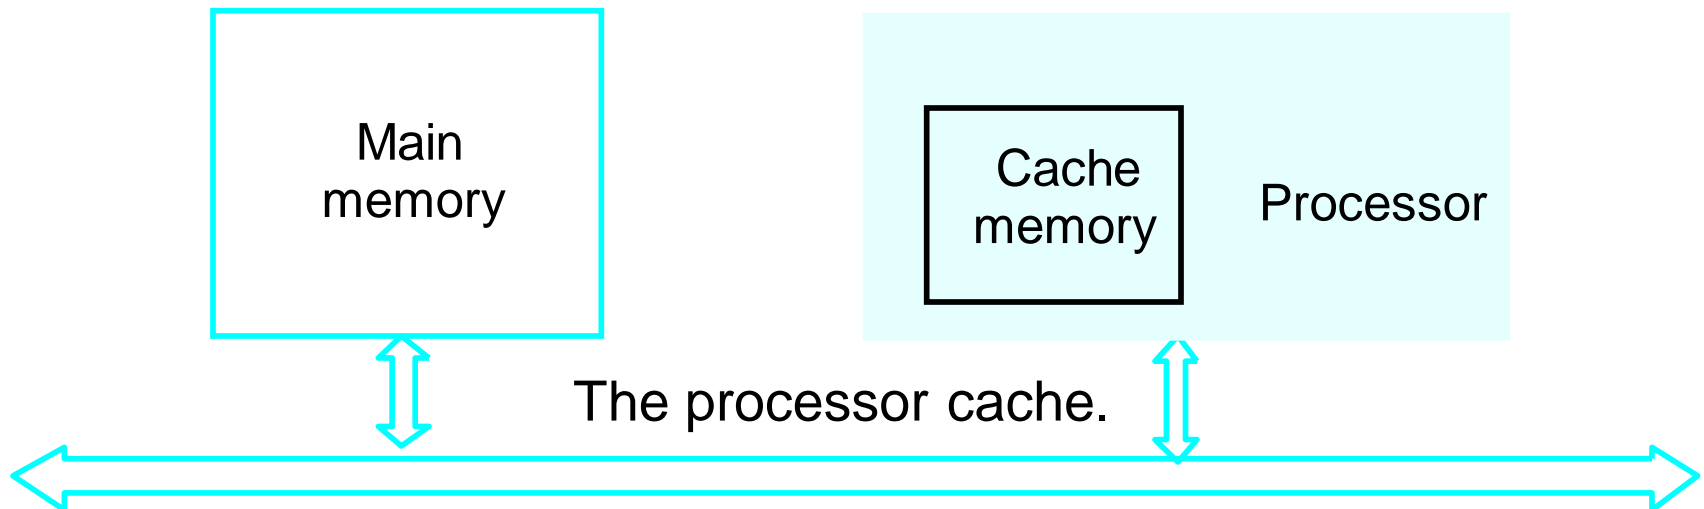 Main
memory
Cache
memory
Processor
The processor cache.